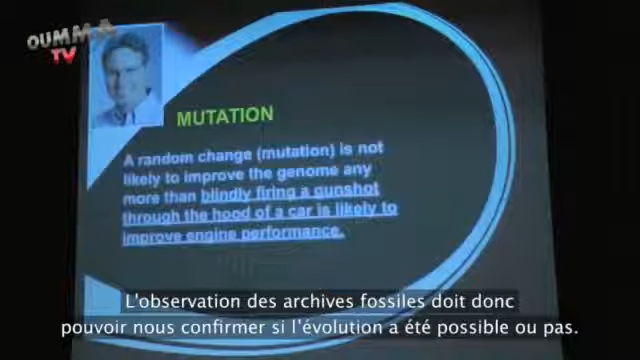 OUMMA
TV
MUTATION
A random change (mutation) is not
likely to improve the genome any
more than blindly firing a gunshot
through the hood of a car is likely to
improve engine performance.
L'observation des archives fossiles doit donc
pouvoir nous confirmer si l'évolution a été possible ou pas.